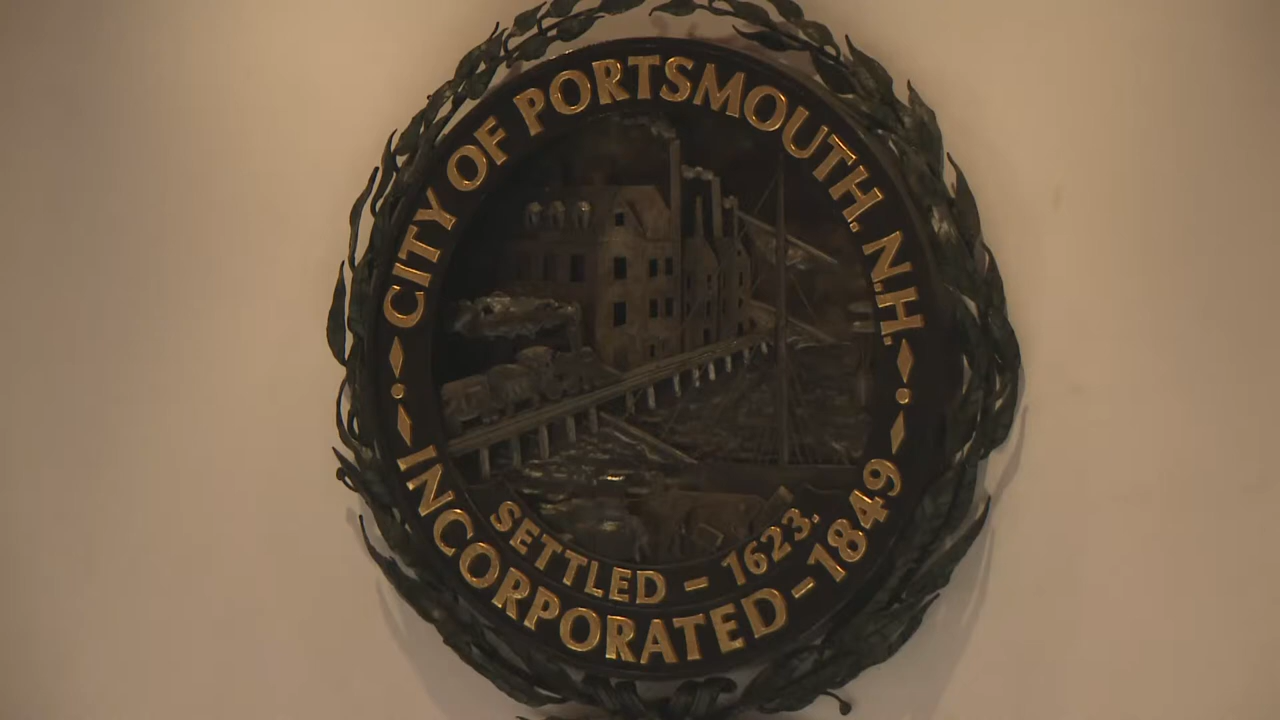 CITY OF PORTSMOUTH. N.H.
SETTLED – 1623.
INCORPORATED – 1849